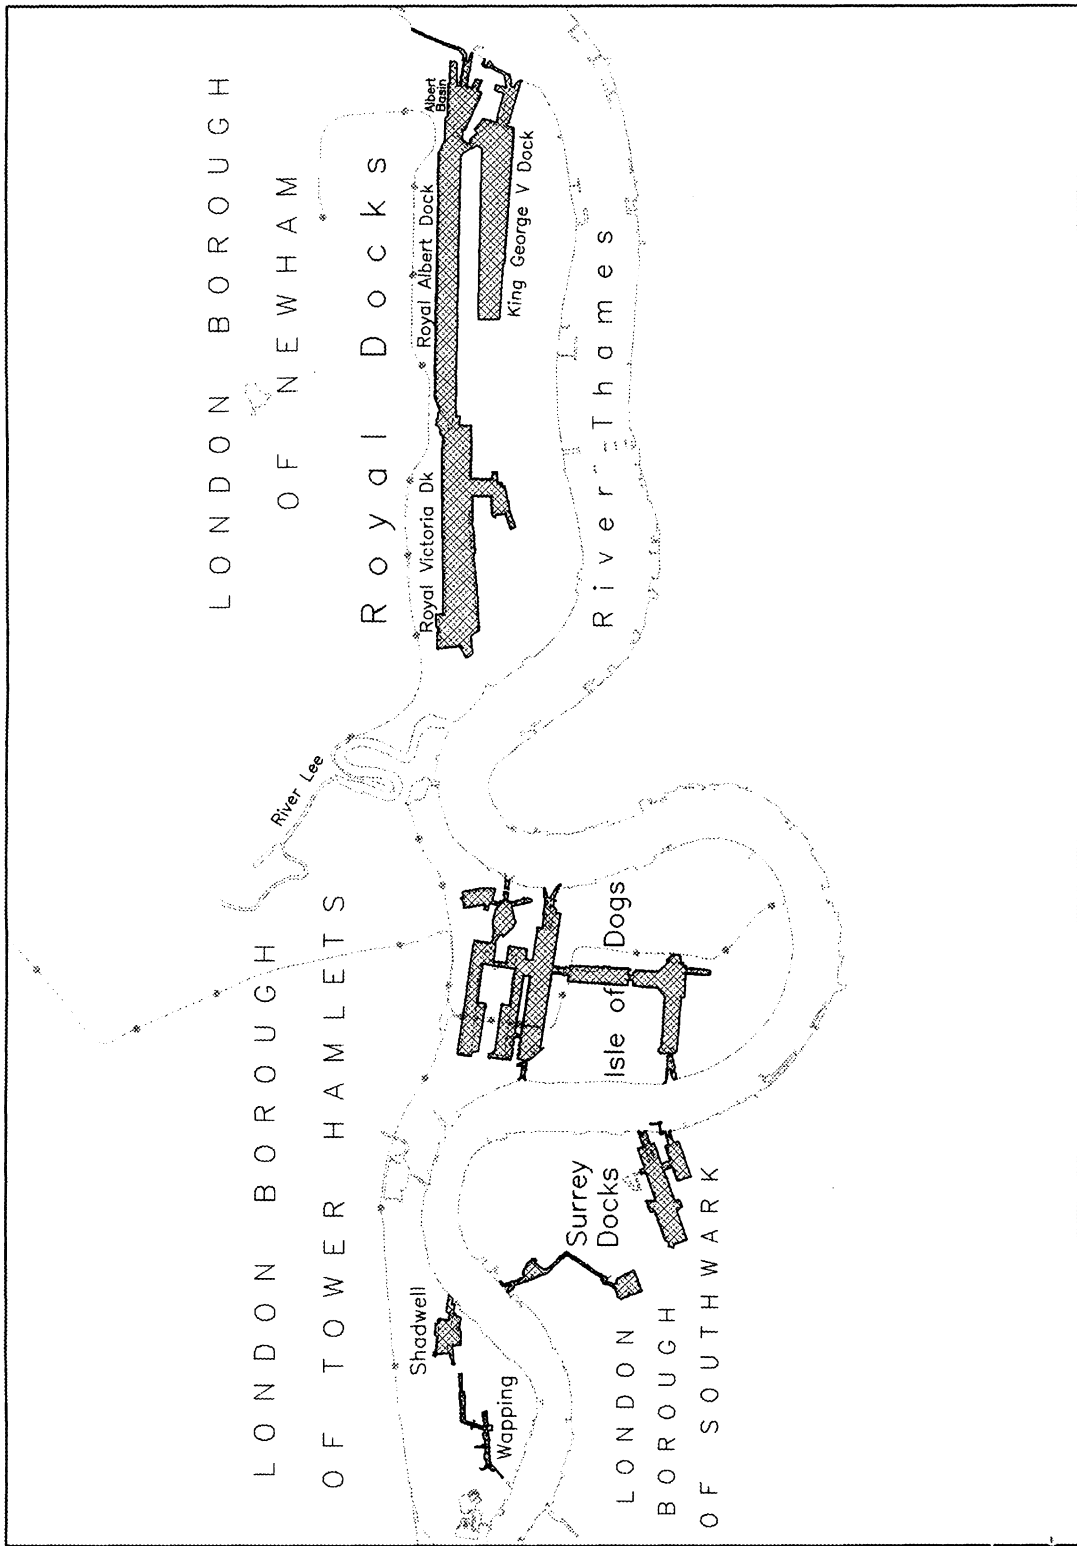 LONDON BOROUGH
OF NEWHAM
Royal Docks
Albert
Basin
Royal Victoria Dk
Royal Albert Dock
King George V Dock
River Thames
River Lee
LONDON BOROUGH
OF TOWER HAMLETS
Isle of Dogs
Shadwell
Wapping
Surrey
Docks
LONDON
BOROUGH
OF SOUTHWARK